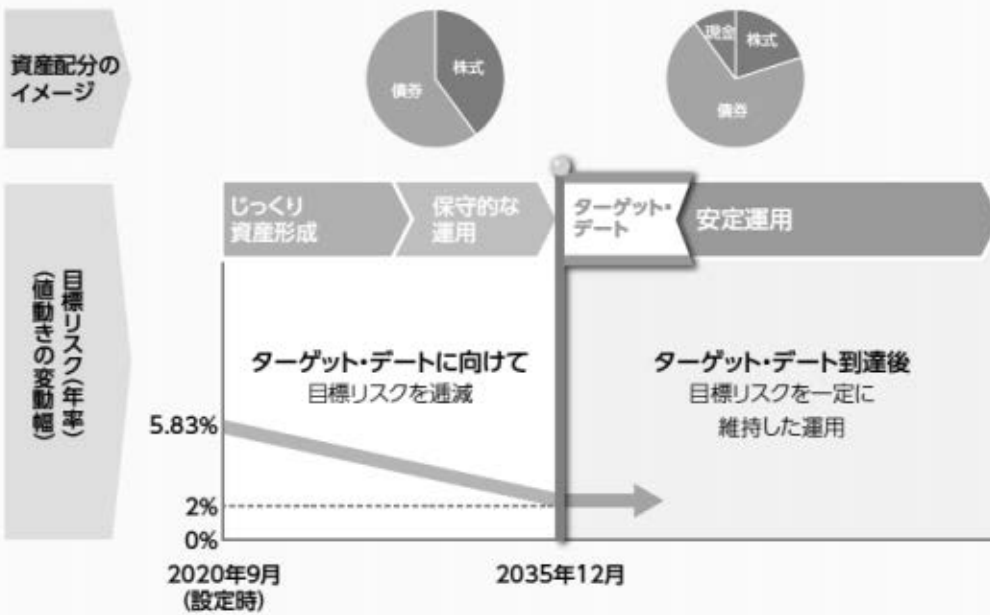 資産配分の
イメージ
株式
債券
現金
株式
債券
じっくり
資産形成
保守的な
運用
ターゲット・
デート
安定運用
目標リスク(年率)
(値動きの変動幅)
ターゲット・デートに向けて
目標リスクを逓減
ターゲット・デート到達後
目標リスクを一定に
維持した運用
5.83%
2%
0%
2020年9月
(設定時)
2035年12月